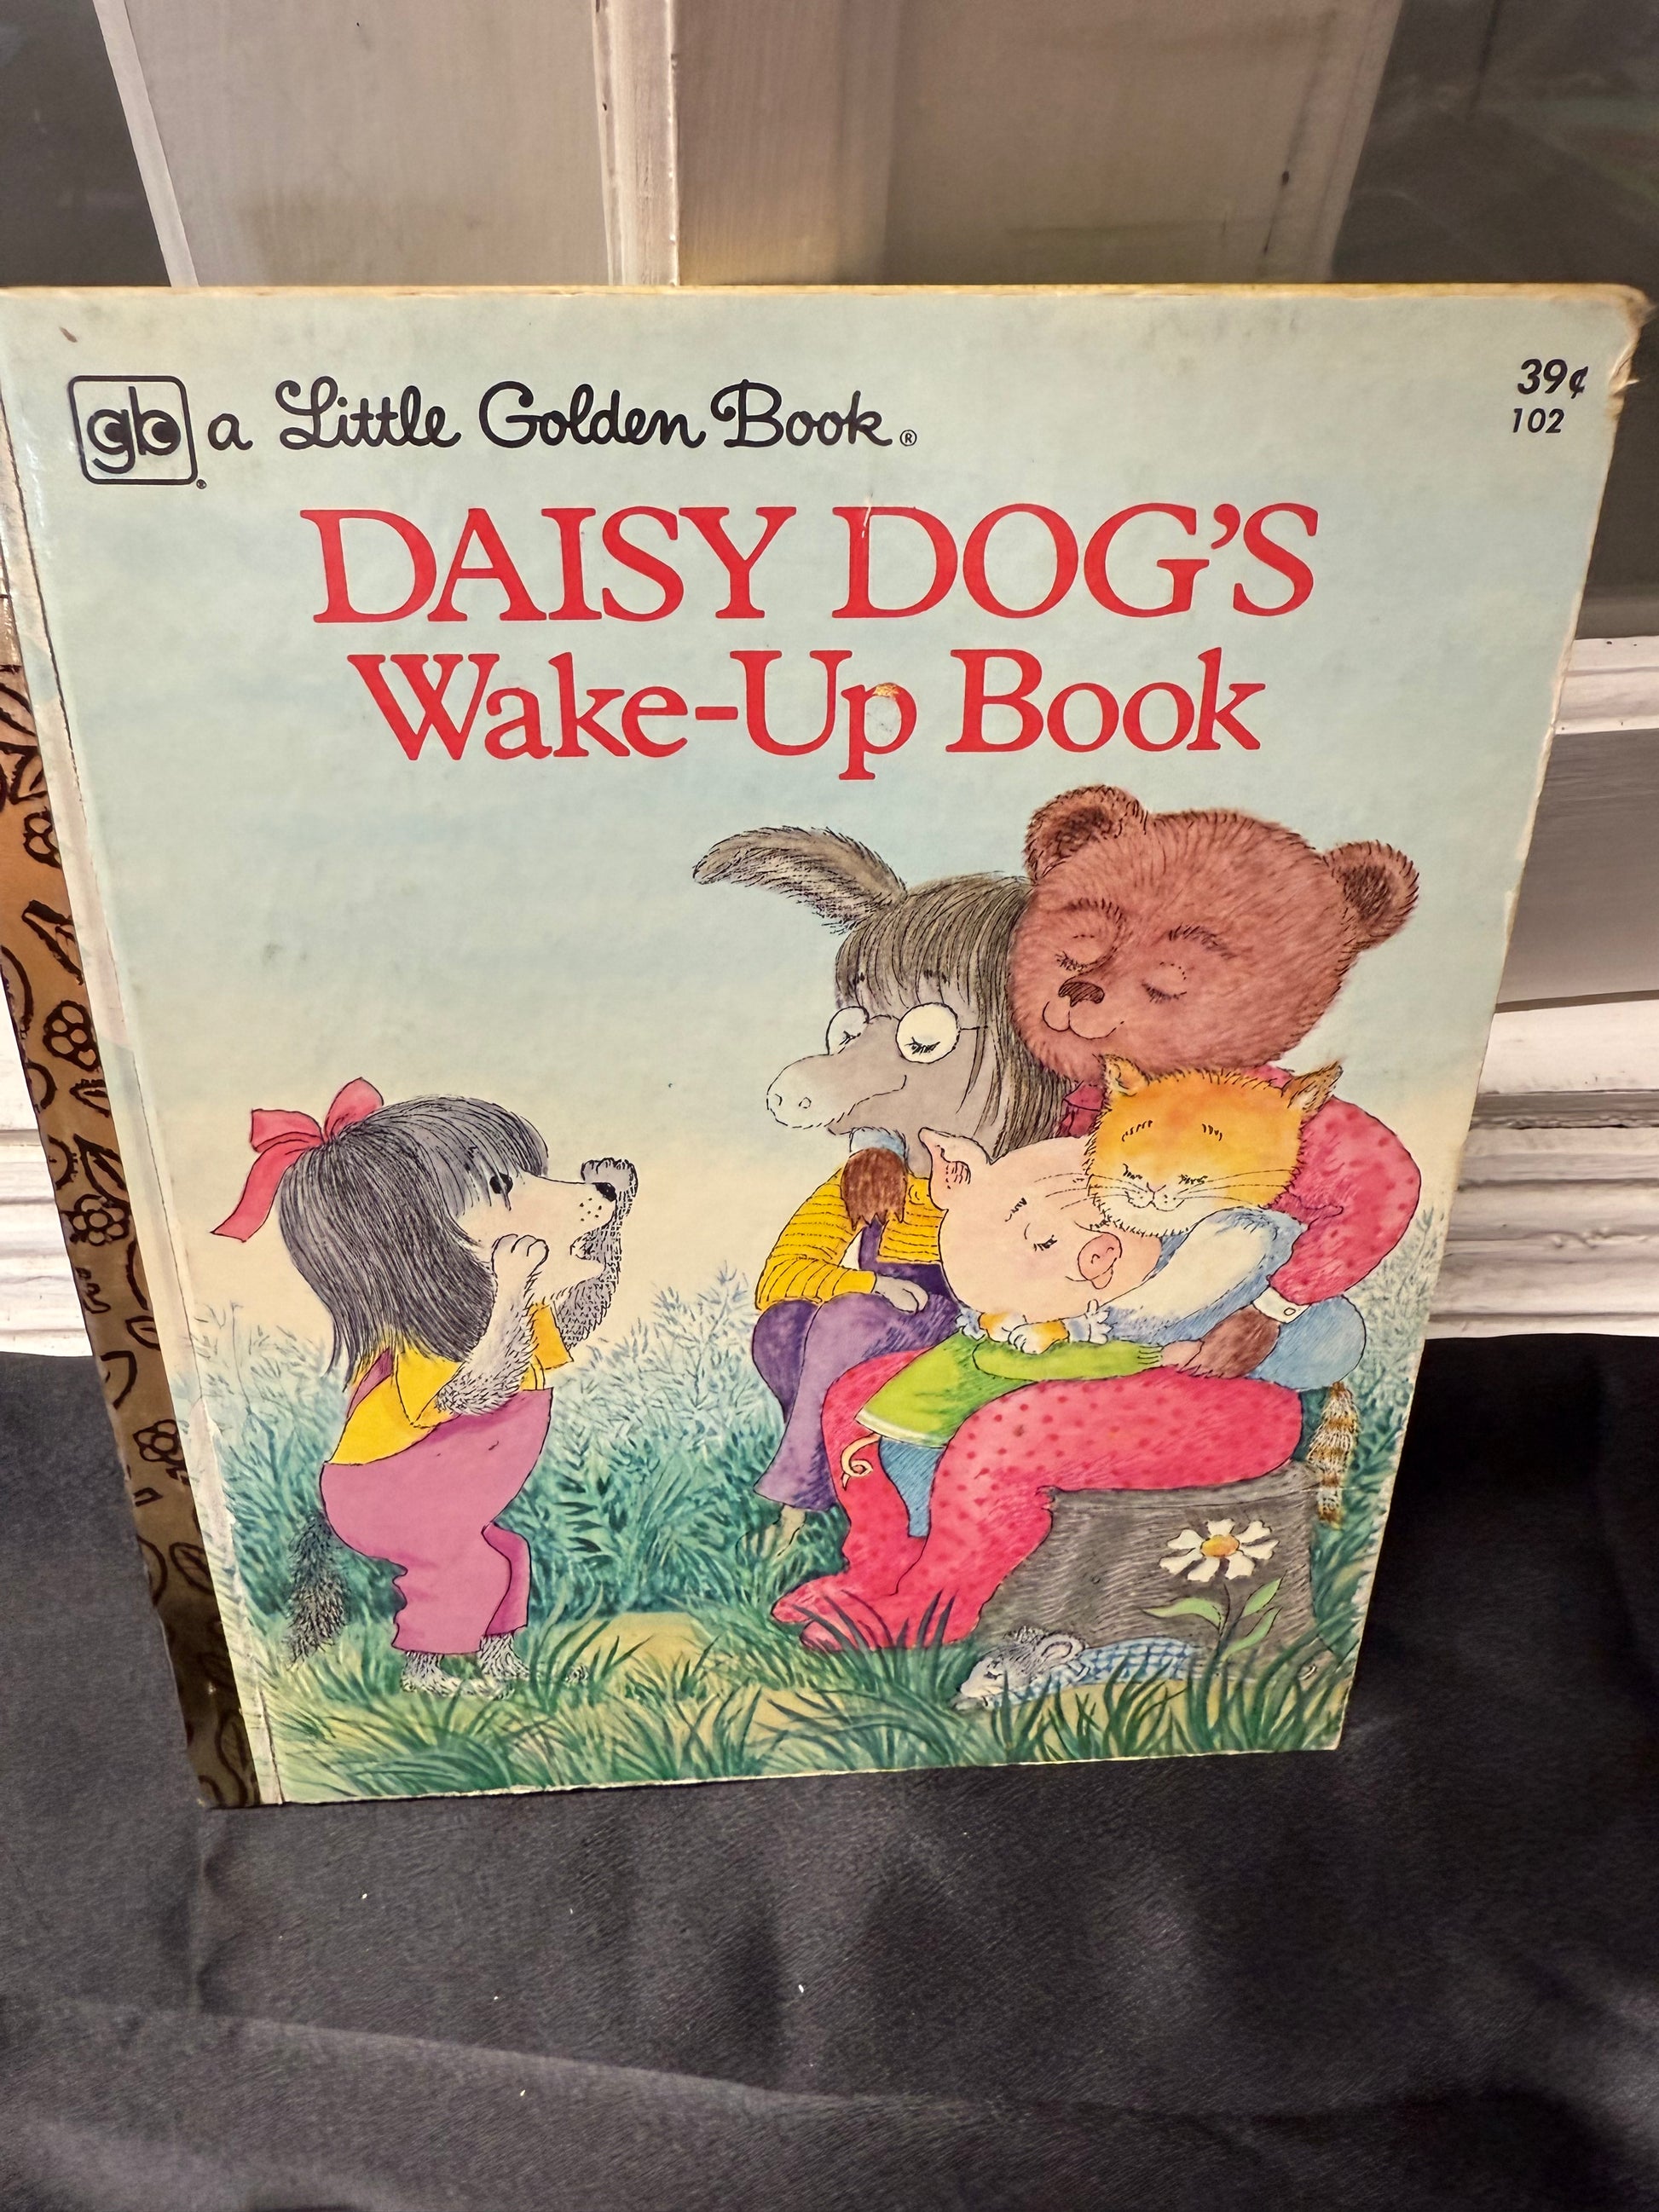 gb a Little Golden Book®
39¢
102
DAISY DOG'S
Wake-Up Book